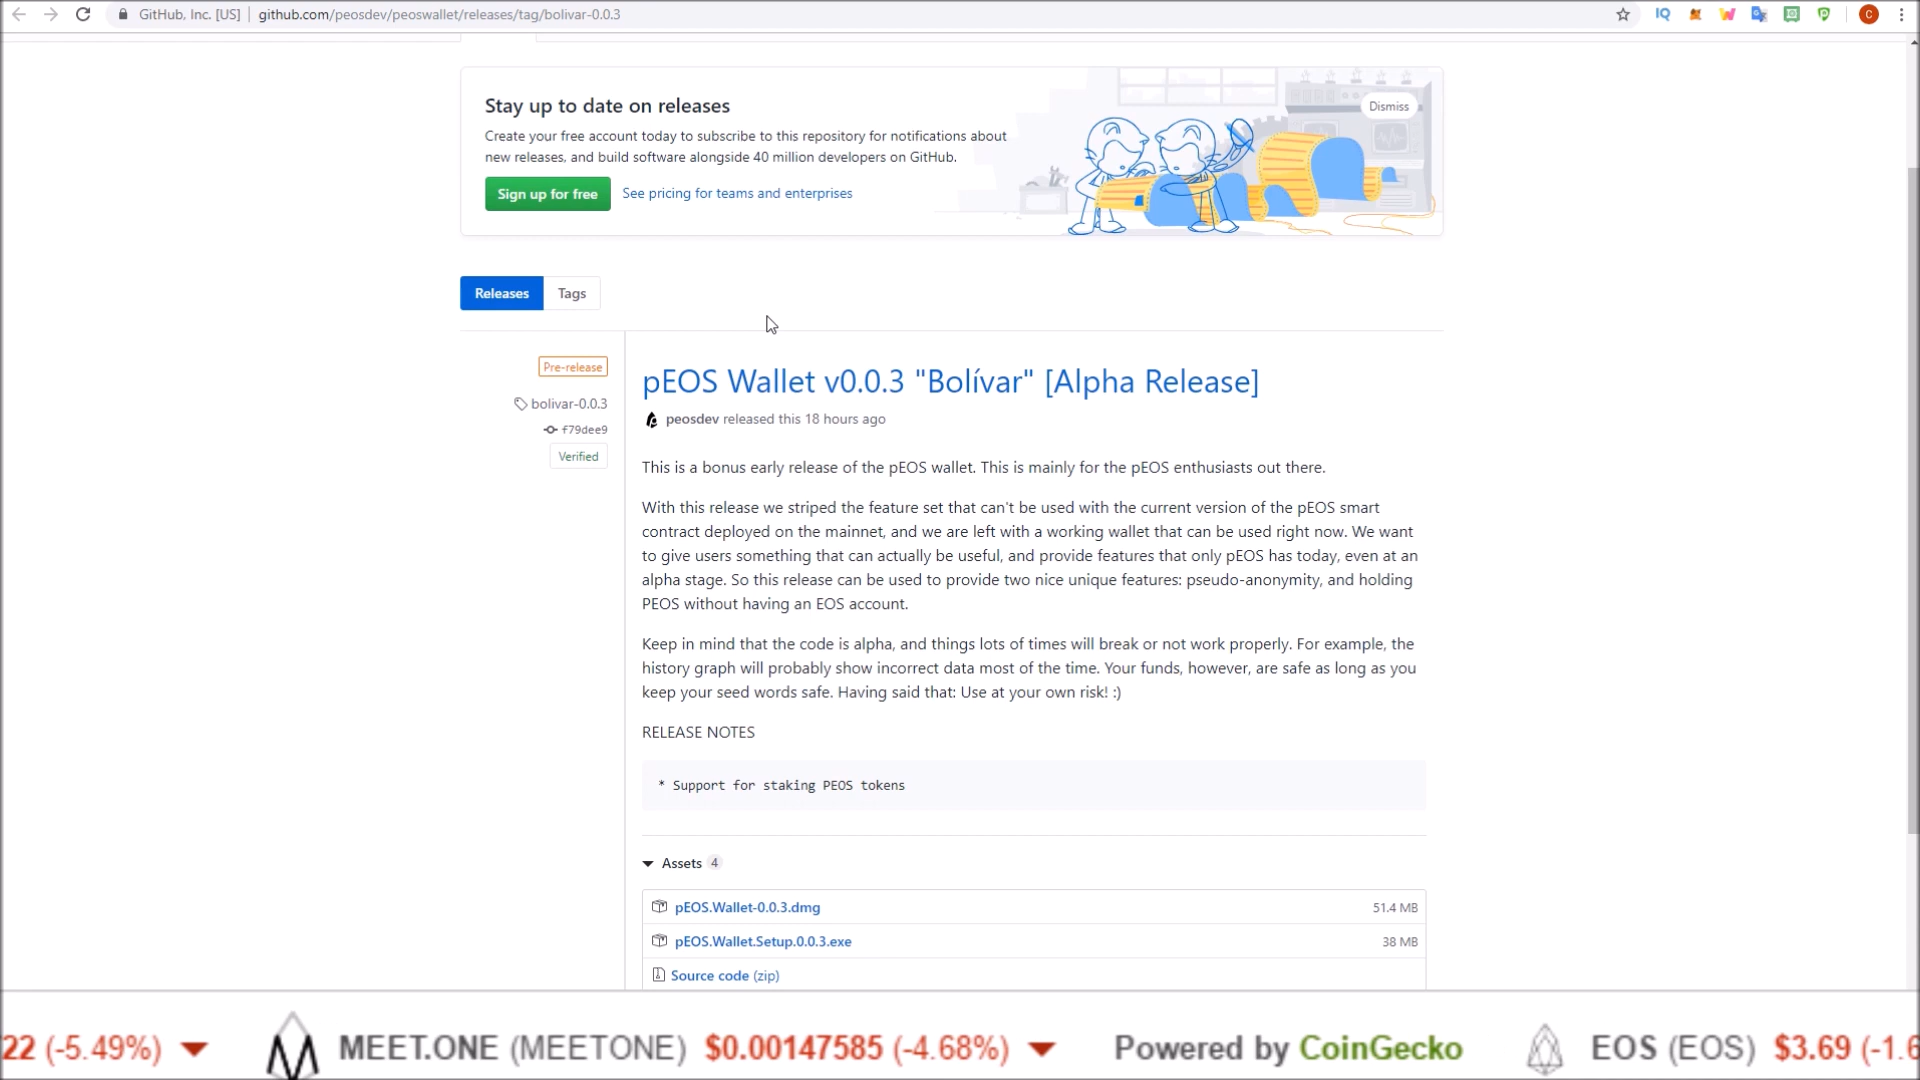 GitHub, Inc. [US] github.com/peosdev/peoswallet/releases/tag/bolivar-0.0.3
IQ
C
Stay up to date on releases
Dismiss
Create your free account today to subscribe to this repository for notifications about
new releases, and build software alongside 40 million developers on GitHub.
Sign up for free See pricing for teams and enterprises
Releases Tags
Pre-release
bolivar-0.0.3
f79dee9
Verified
pEOS Wallet v0.0.3 "Bolívar" [Alpha Release]
peosdev released this 18 hours ago
This is a bonus early release of the pEOS wallet. This is mainly for the pEOS enthusiasts out there.
With this release we striped the feature set that can't be used with the current version of the pEOS smart
contract deployed on the mainnet, and we are left with a working wallet that can be used right now. We want
to give users something that can actually be useful, and provide features that only pEOS has today, even at an
alpha stage. So this release can be used to provide two nice unique features: pseudo-anonymity, and holding
PEOS without having an EOS account.
Keep in mind that the code is alpha, and things lots of times will break or not work properly. For example, the
history graph will probably show incorrect data most of the time. Your funds, however, are safe as long as you
keep your seed words safe. Having said that: Use at your own risk! :)
RELEASE NOTES
* Support for staking PEOS tokens
Assets 4
pEOS.Wallet-0.0.3.dmg 51.4 MB
pEOS.Wallet.Setup.0.0.3.exe 38 MB
Source code (zip)
22 (-5.49%) MEET.ONE (MEETONE) $0.00147585 (-4.68%) Powered by CoinGecko EOS (EOS) $3.69 (-1.6